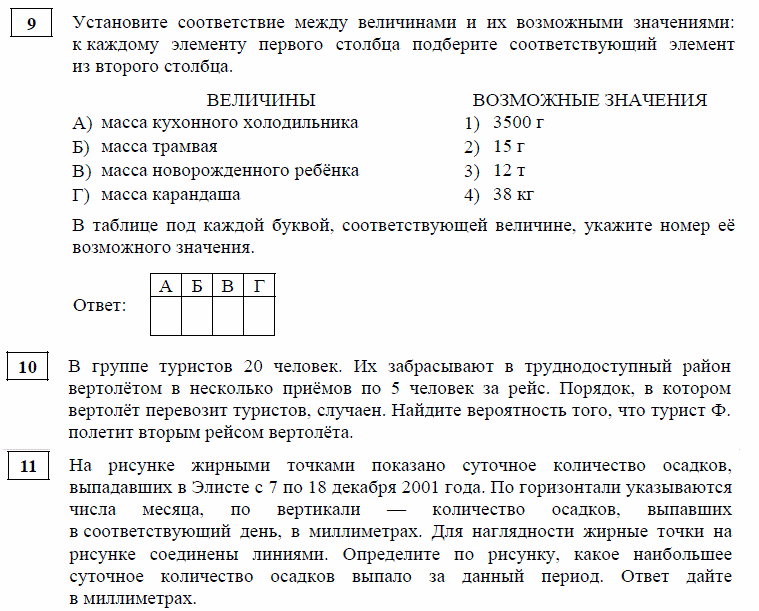 9 Установите соответствие между величинами и их возможными значениями:
к каждому элементу первого столбца подберите соответствующий элемент
из второго столбца.
ВЕЛИЧИНЫ ВОЗМОЖНЫЕ ЗНАЧЕНИЯ
А) масса кухонного холодильника 1) 3500 г
Б) масса трамвая 2) 15 г
В) масса новорожденного ребёнка 3) 12 т
Г) масса карандаша 4) 38 кг
В таблице под каждой буквой, соответствующей величине, укажите номер её
возможного значения.
А Б В Г
Ответ:
10 В группе туристов 20 человек. Их забрасывают в труднодоступный район
вертолётом в несколько приёмов по 5 человек за рейс. Порядок, в котором
вертолёт перевозит туристов, случаен. Найдите вероятность того, что турист Ф.
полетит вторым рейсом вертолёта.
11 На рисунке жирными точками показано суточное количество осадков,
выпадавших в Элисте с 7 по 18 декабря 2001 года. По горизонтали указываются
числа месяца, по вертикали — количество осадков, выпавших
в соответствующий день, в миллиметрах. Для наглядности жирные точки на
рисунке соединены линиями. Определите по рисунку, какое наибольшее
суточное количество осадков выпало за данный период. Ответ дайте
в миллиметрах.